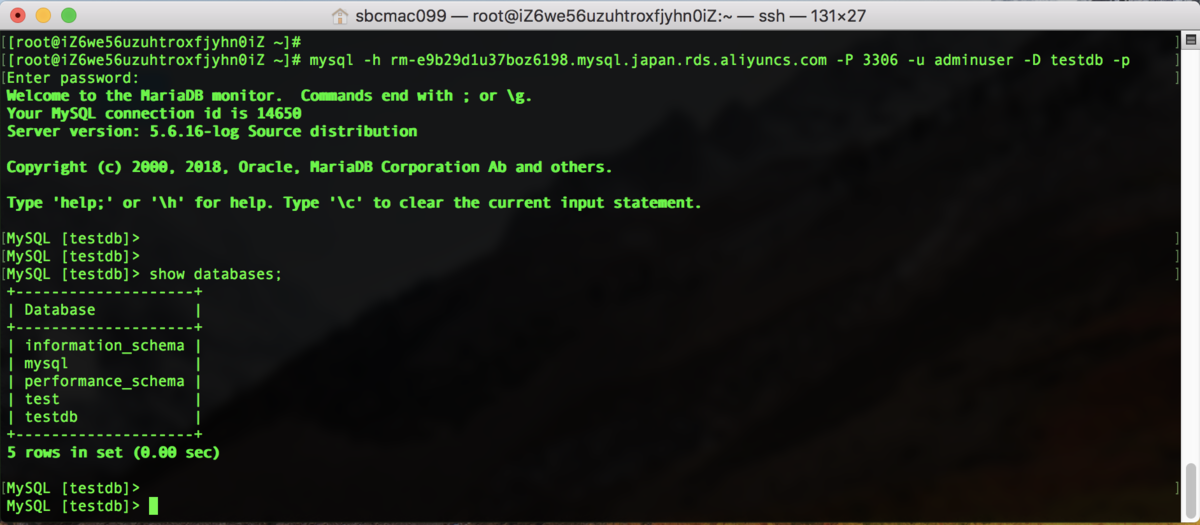 sbcmac099 — root@iZ6we56uzuhtroxfjyhn0iZ:~ — ssh — 131×27
[[root@iZ6we56uzuhtroxfjyhn0iZ ~]# ]
[[root@iZ6we56uzuhtroxfjyhn0iZ ~]# mysql -h rm-e9b29d1u37boz6198.mysql.japan.rds.aliyuncs.com -P 3306 -u adminuser -D testdb -p ]
[Enter password: ]
Welcome to the MariaDB monitor.  Commands end with ; or \g.
Your MySQL connection id is 14650
Server version: 5.6.16-log Source distribution
Copyright (c) 2000, 2018, Oracle, MariaDB Corporation Ab and others.
Type 'help;' or '\h' for help. Type '\c' to clear the current input statement.
[MySQL [testdb]> ]
[MySQL [testdb]> ]
[MySQL [testdb]> show databases; ]
+--------------------+
| Database           |
+--------------------+
| information_schema |
| mysql              |
| performance_schema |
| test               |
| testdb             |
+--------------------+
5 rows in set (0.00 sec)
[MySQL [testdb]> ]
MySQL [testdb]>